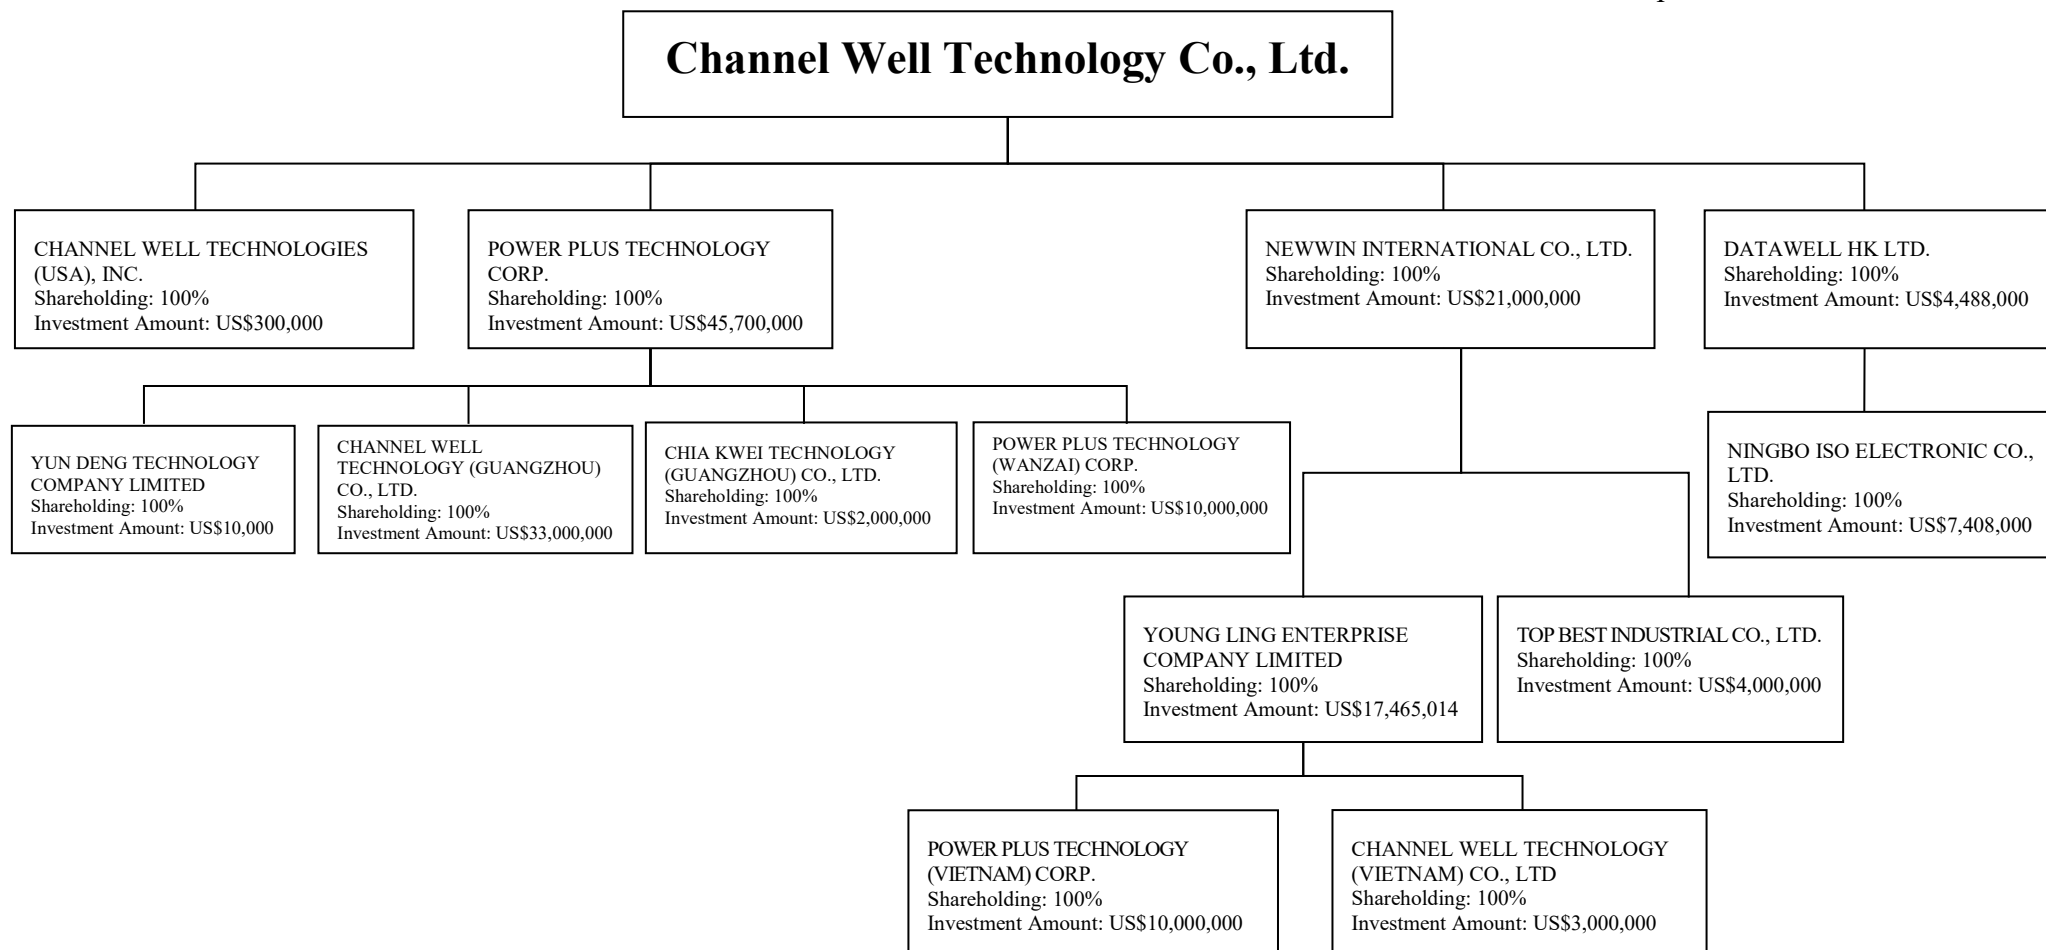 Channel Well Technology Co., Ltd.
CHANNEL WELL TECHNOLOGIES
(USA), INC.
Shareholding: 100%
Investment Amount: US$300,000
POWER PLUS TECHNOLOGY
CORP.
Shareholding: 100%
Investment Amount: US$45,700,000
NEWWIN INTERNATIONAL CO., LTD.
Shareholding: 100%
Investment Amount: US$21,000,000
DATAWELL HK LTD.
Shareholding: 100%
Investment Amount: US$4,488,000
YUN DENG TECHNOLOGY
COMPANY LIMITED
Shareholding: 100%
Investment Amount: US$10,000
CHANNEL WELL
TECHNOLOGY (GUANGZHOU)
CO., LTD.
Shareholding: 100%
Investment Amount: US$33,000,000
CHIA KWEI TECHNOLOGY
(GUANGZHOU) CO., LTD.
Shareholding: 100%
Investment Amount: US$2,000,000
POWER PLUS TECHNOLOGY
(WANZAI) CORP.
Shareholding: 100%
Investment Amount: US$10,000,000
NINGBO ISO ELECTRONIC CO.,
LTD.
Shareholding: 100%
Investment Amount: US$7,408,000
YOUNG LING ENTERPRISE
COMPANY LIMITED
Shareholding: 100%
Investment Amount: US$17,465,014
TOP BEST INDUSTRIAL CO., LTD.
Shareholding: 100%
Investment Amount: US$4,000,000
POWER PLUS TECHNOLOGY
(VIETNAM) CORP.
Shareholding: 100%
Investment Amount: US$10,000,000
CHANNEL WELL TECHNOLOGY
(VIETNAM) CO., LTD
Shareholding: 100%
Investment Amount: US$3,000,000